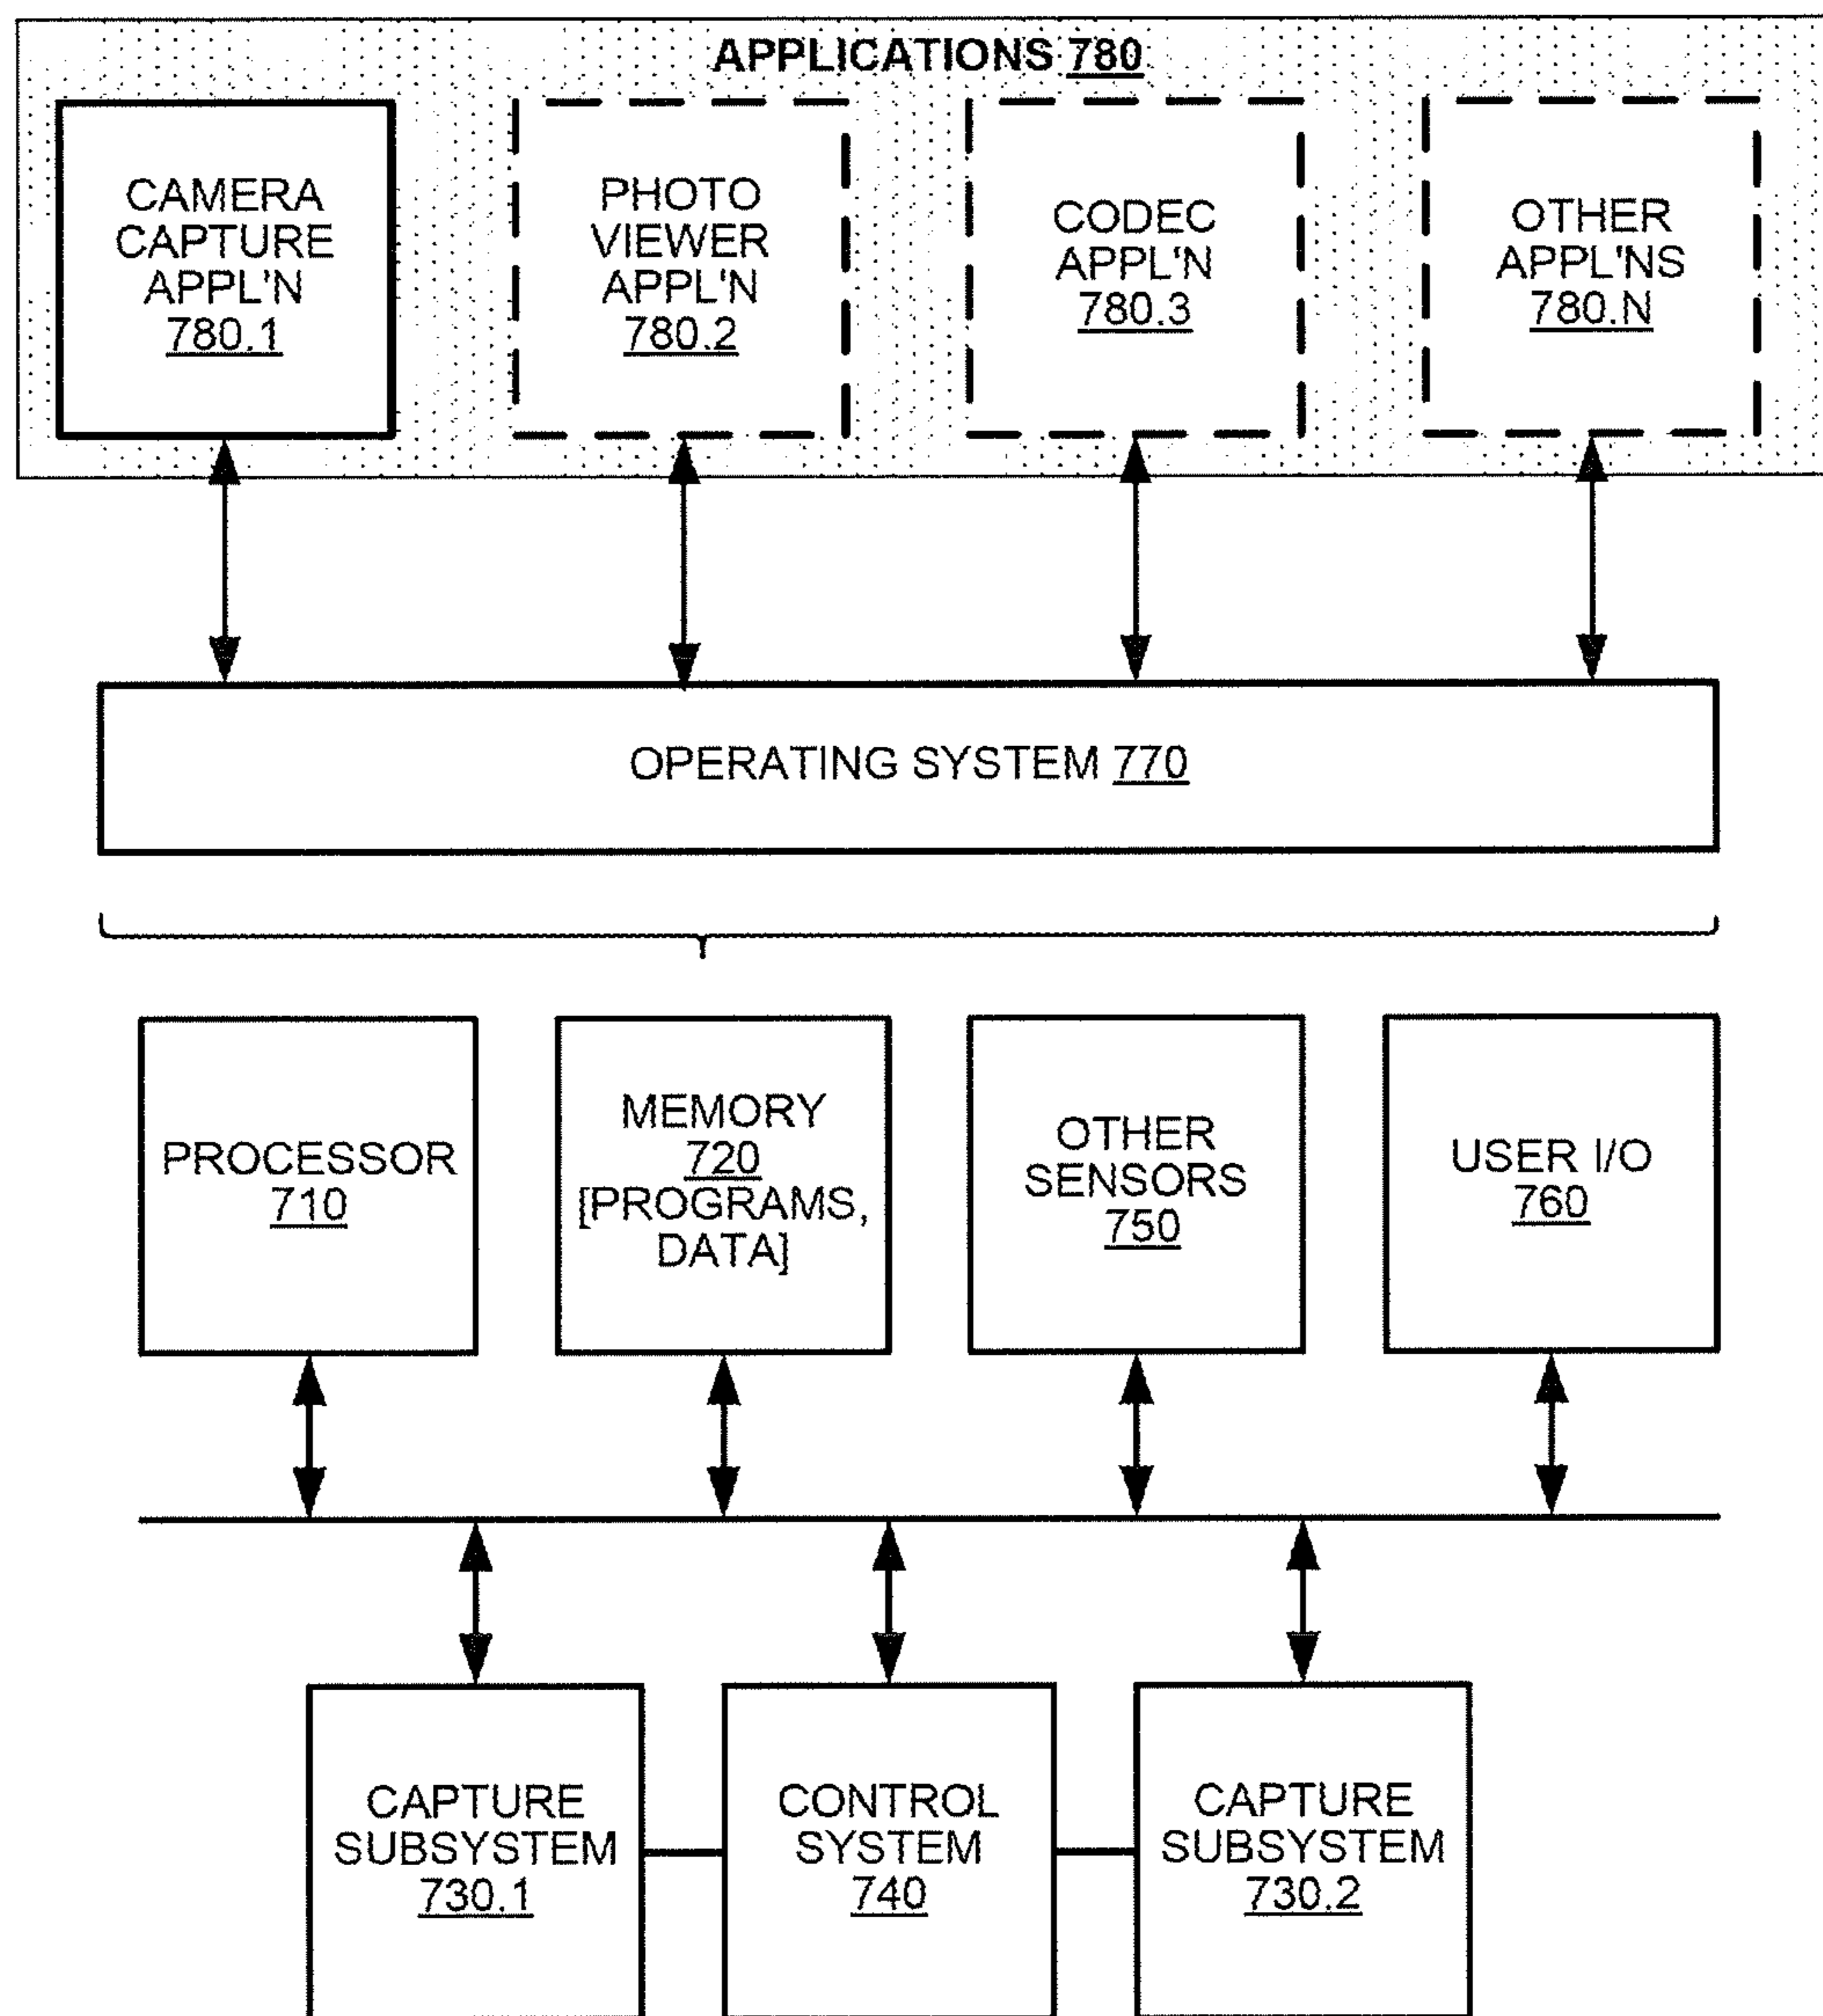 APPLICATIONS 780
CAMERA
CAPTURE
APPL'N
780.1
PHOTO
VIEWER
APPL'N
780.2
CODEC
APPL'N
780.3
OTHER
APPL'NS
780.N
OPERATING SYSTEM 770
PROCESSOR
710
MEMORY
720
[PROGRAMS,
DATA]
OTHER
SENSORS
750
USER I/O
760
CAPTURE
SUBSYSTEM
730.1
CONTROL
SYSTEM
740
CAPTURE
SUBSYSTEM
730.2